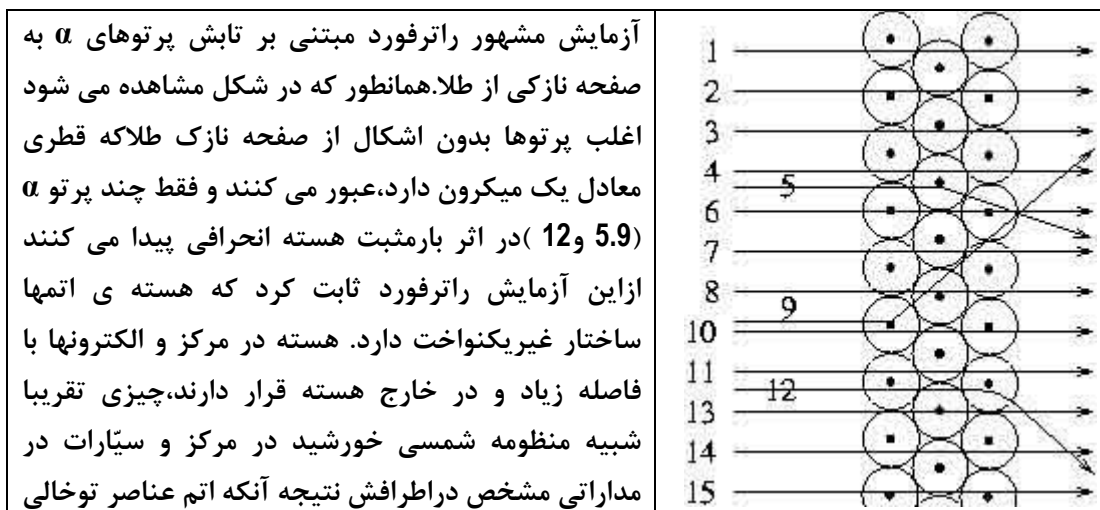 آزمایش مشهور راترفورد مبتنی بر تابش پرتوهای α به
صفحه نازکی از طلا.همانطور که در شکل مشاهده می شود
اغلب پرتوها بدون اشکال از صفحه نازک طلاکه قطری
معادل یک میکرون دارد،عبور می کنند و فقط چند پرتو α
(5.9 و12 )در اثر بارمثبت هسته انحرافی پیدا می کنند
ازاین آزمایش راترفورد ثابت کرد که هسته ی اتمها
ساختار غیریکنواخت دارد. هسته در مرکز و الکترونها با
فاصله زیاد و در خارج هسته قرار دارند،چیزی تقریبا
شبیه منظومه شمسی خورشید در مرکز و سیّارات در
مداراتی مشخص دراطرافش نتیجه آنکه اتم عناصر توخالی
1
2
3
4
5
6
7
8
9
10
11
12
13
14
15